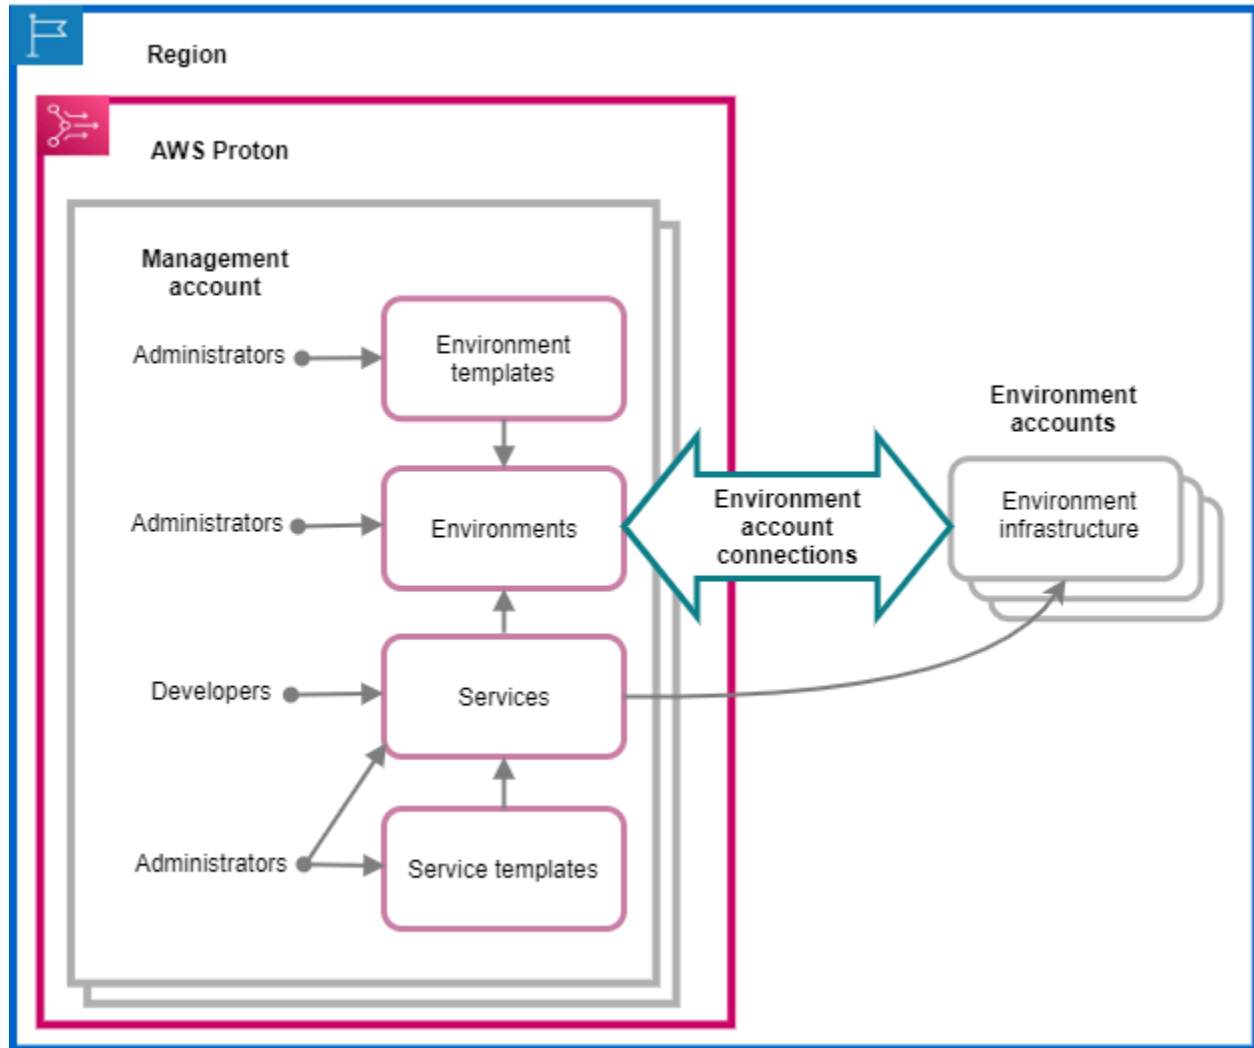 Region
AWS Proton
Management
account
Administrators
Environment
templates
Environment
accounts
Administrators
Environments
Environment
account
connections
Environment
infrastructure
Developers
Services
Administrators
Service templates